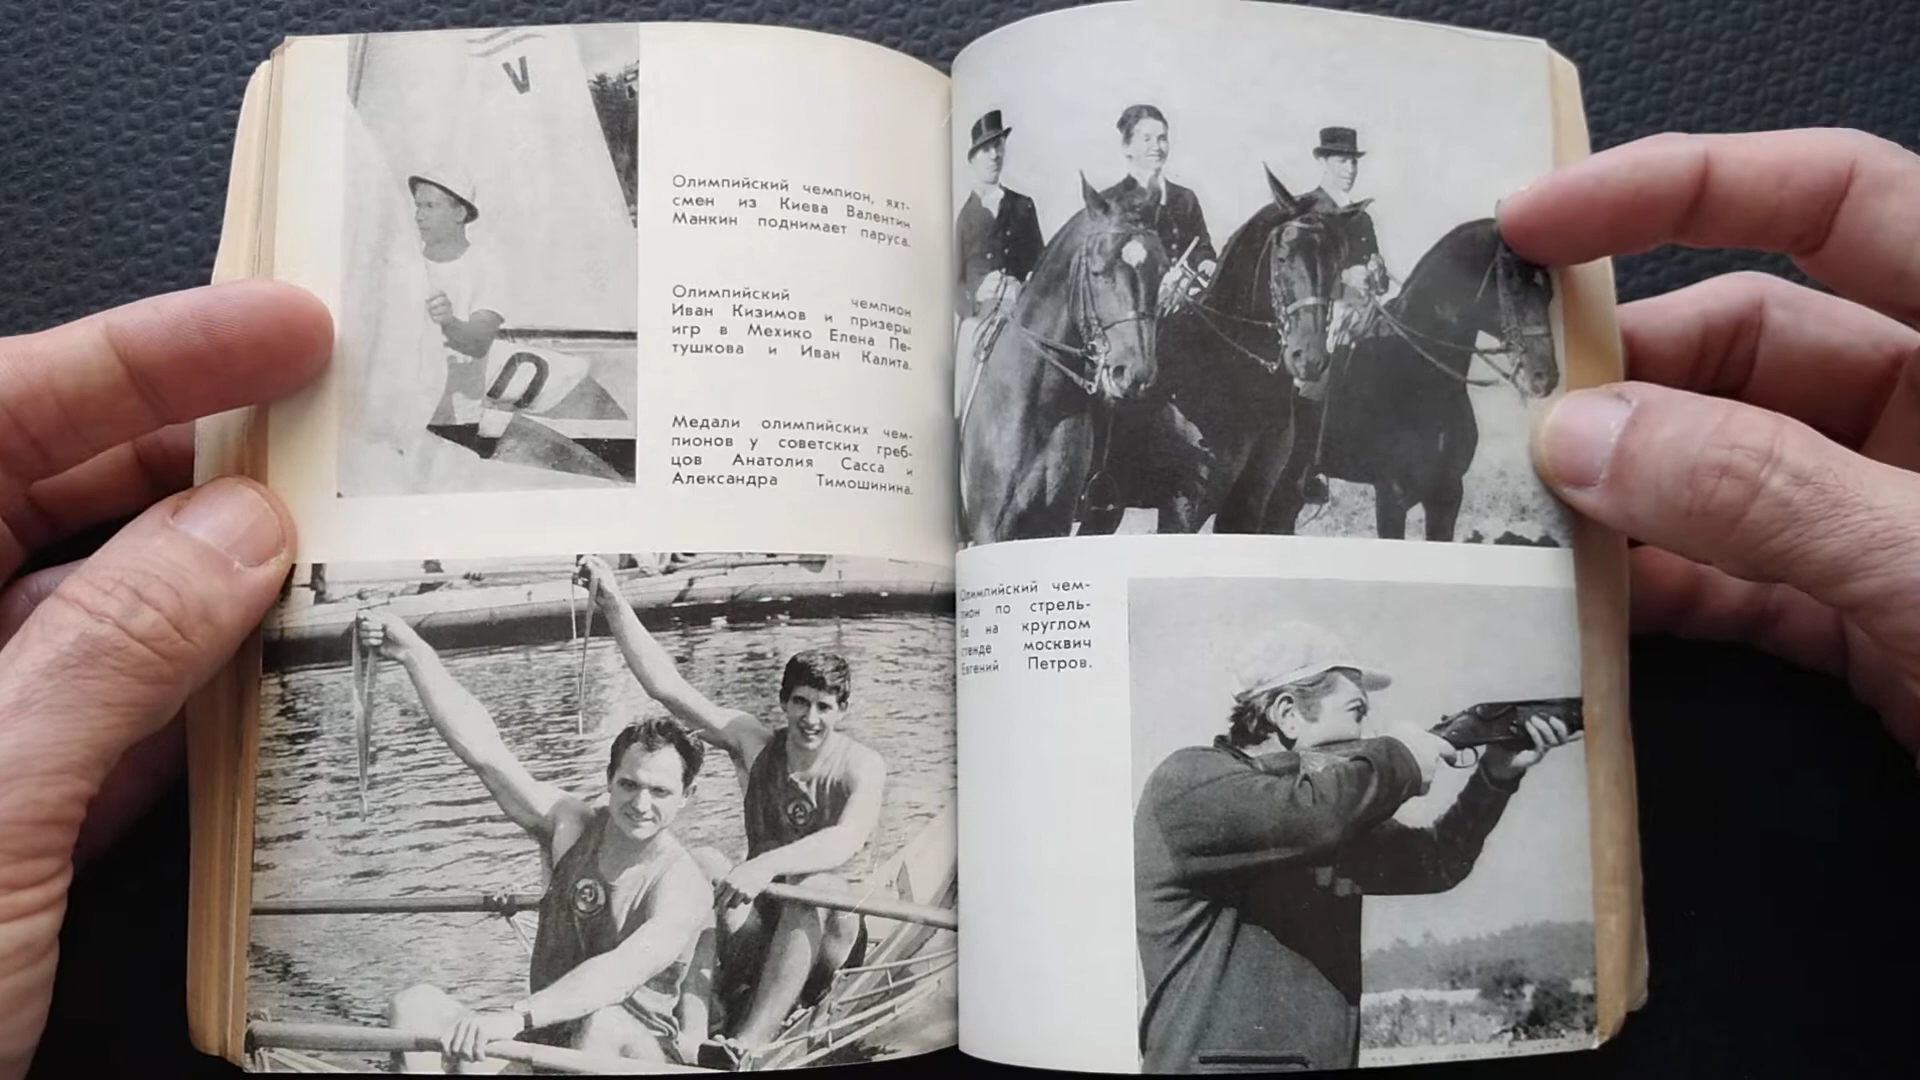 V
Олимпийский чемпион, яхт-
смен из Киева Валентин
Манкин поднимает паруса.
Олимпийский чемпион
Иван Кизимов и призеры
игр в Мехико Елена Пе-
тушкова и Иван Калита.
Медали олимпийских чем-
пионов у советских греб-
цов Анатолия Сасса и
Александра Тимошинина.
Олимпийский чем-
пион по стрель-
бе на круглом
стенде москвич
Евгений Петров.